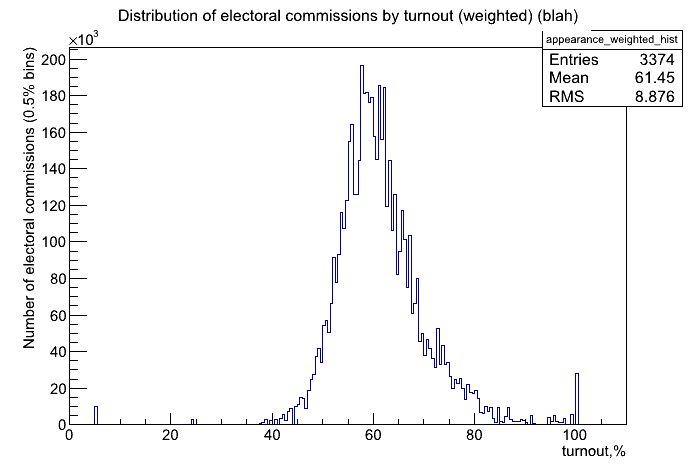 Distribution of electoral commissions by turnout (weighted) (blah)
×10³
appearance_weighted_hist
Entries 3374
Mean 61.45
RMS 8.876
Number of electoral commissions (0.5% bins)
200
180
160
140
120
100
80
60
40
20
0
0 20 40 60 80 100
turnout,%